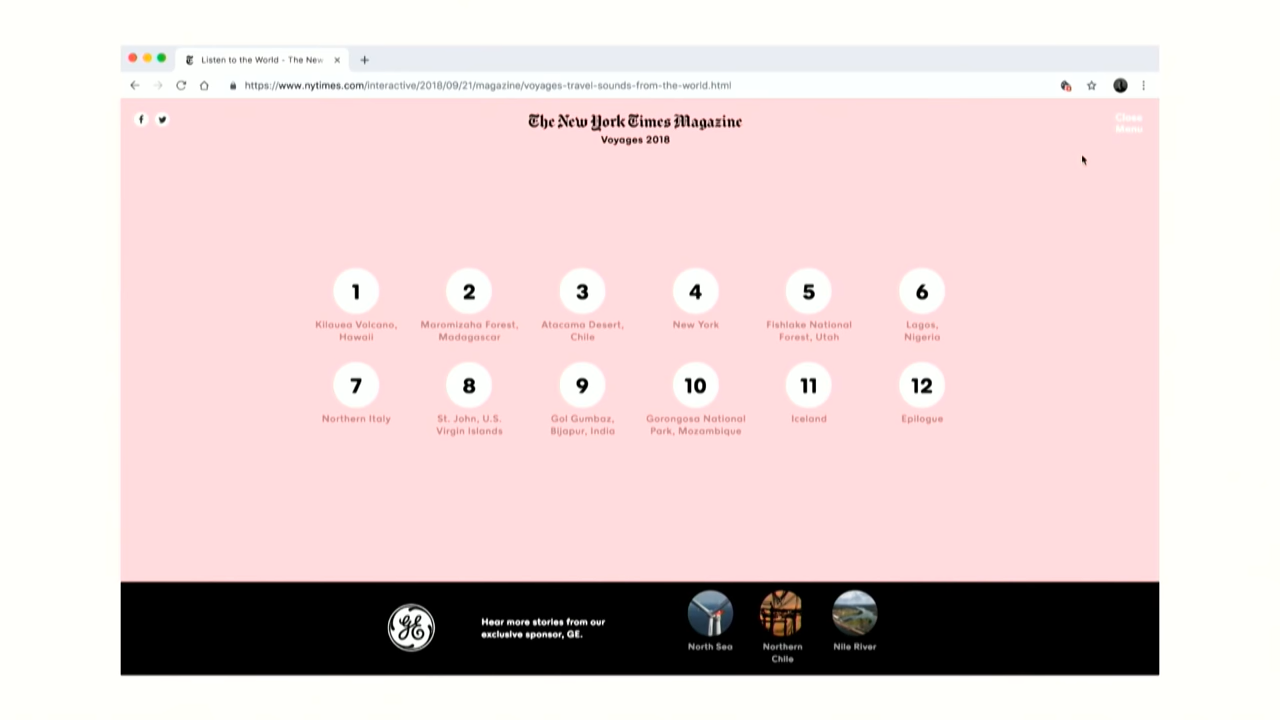 Listen to the World - The New
https://www.nytimes.com/interactive/2018/09/21/magazine/voyages-travel-sounds-from-the-world.html
The New York Times Magazine
Voyages 2018
Close
Menu
1
2
3
4
5
6
Kilauea Volcano,
Hawaii
Maromizaha Forest,
Madagascar
Atacama Desert,
Chile
New York
Fishlake National
Forest, Utah
Lagos,
Nigeria
7
8
9
10
11
12
Northern Italy
St. John, U.S.
Virgin Islands
Gol Gumbaz,
Bijapur, India
Gorongosa National
Park, Mozambique
Iceland
Epilogue
GE
Hear more stories from our
exclusive sponsor, GE.
North Sea
Northern
Chile
Nile River